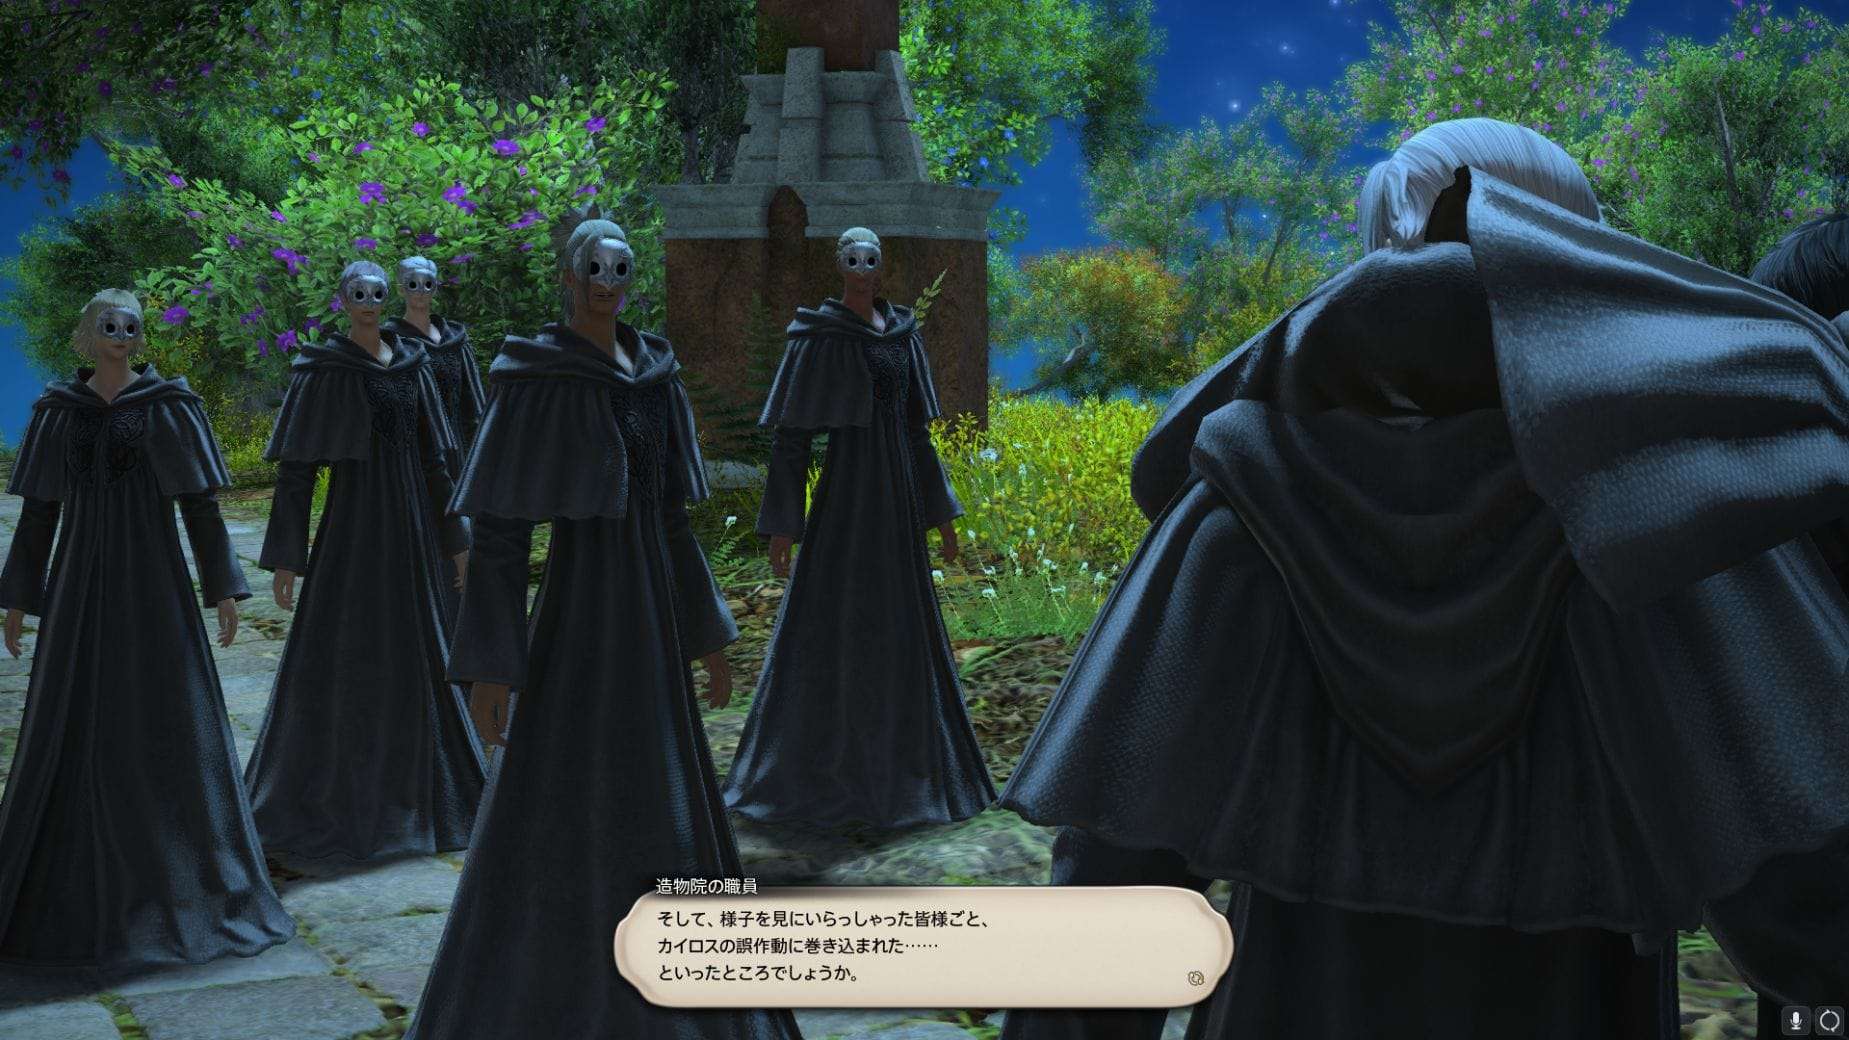 造物院の職員
そして、様子を見にいらっしゃった皆様ごと、
カイロスの誤作動に巻き込まれた……
といったところでしょうか。